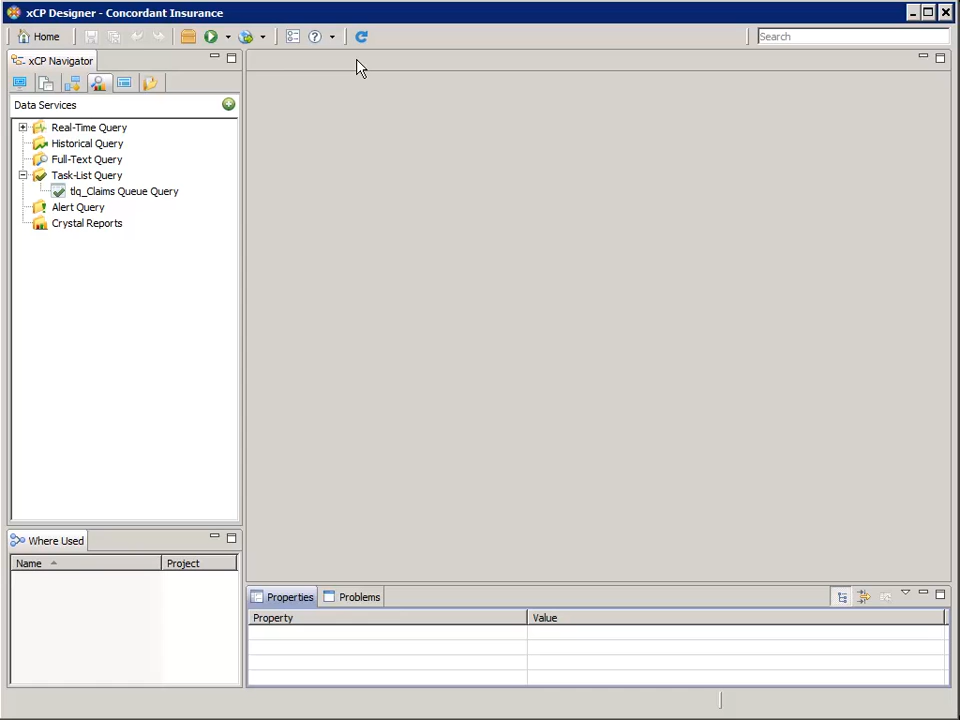 xCP Designer - Concordant Insurance
Home
Search
xCP Navigator
Data Services
Real-Time Query
Historical Query
Full-Text Query
Task-List Query
tlq_Claims Queue Query
Alert Query
Crystal Reports
Where Used
Name Project
Properties Problems
Property Value